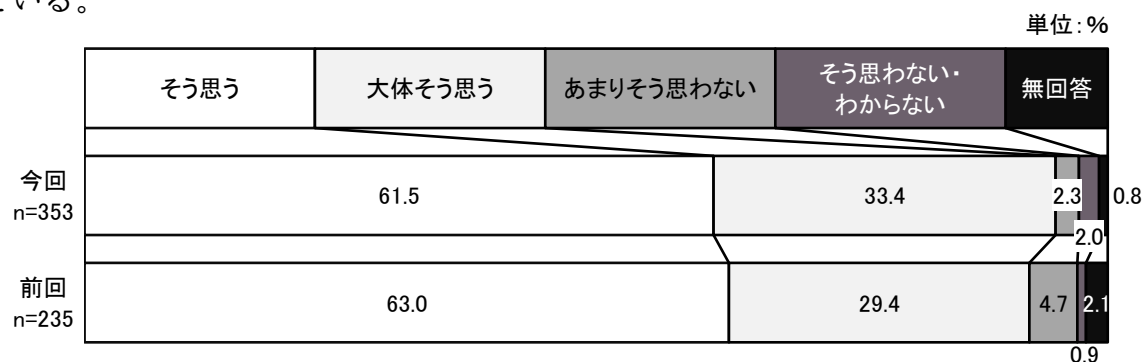 ている。
単位：%
そう思う
大体そう思う
あまりそう思わない
そう思わない・
わからない
無回答
今回
n=353
61.5
33.4
2.3
2.0
0.8
前回
n=235
63.0
29.4
4.7
0.9
2.1